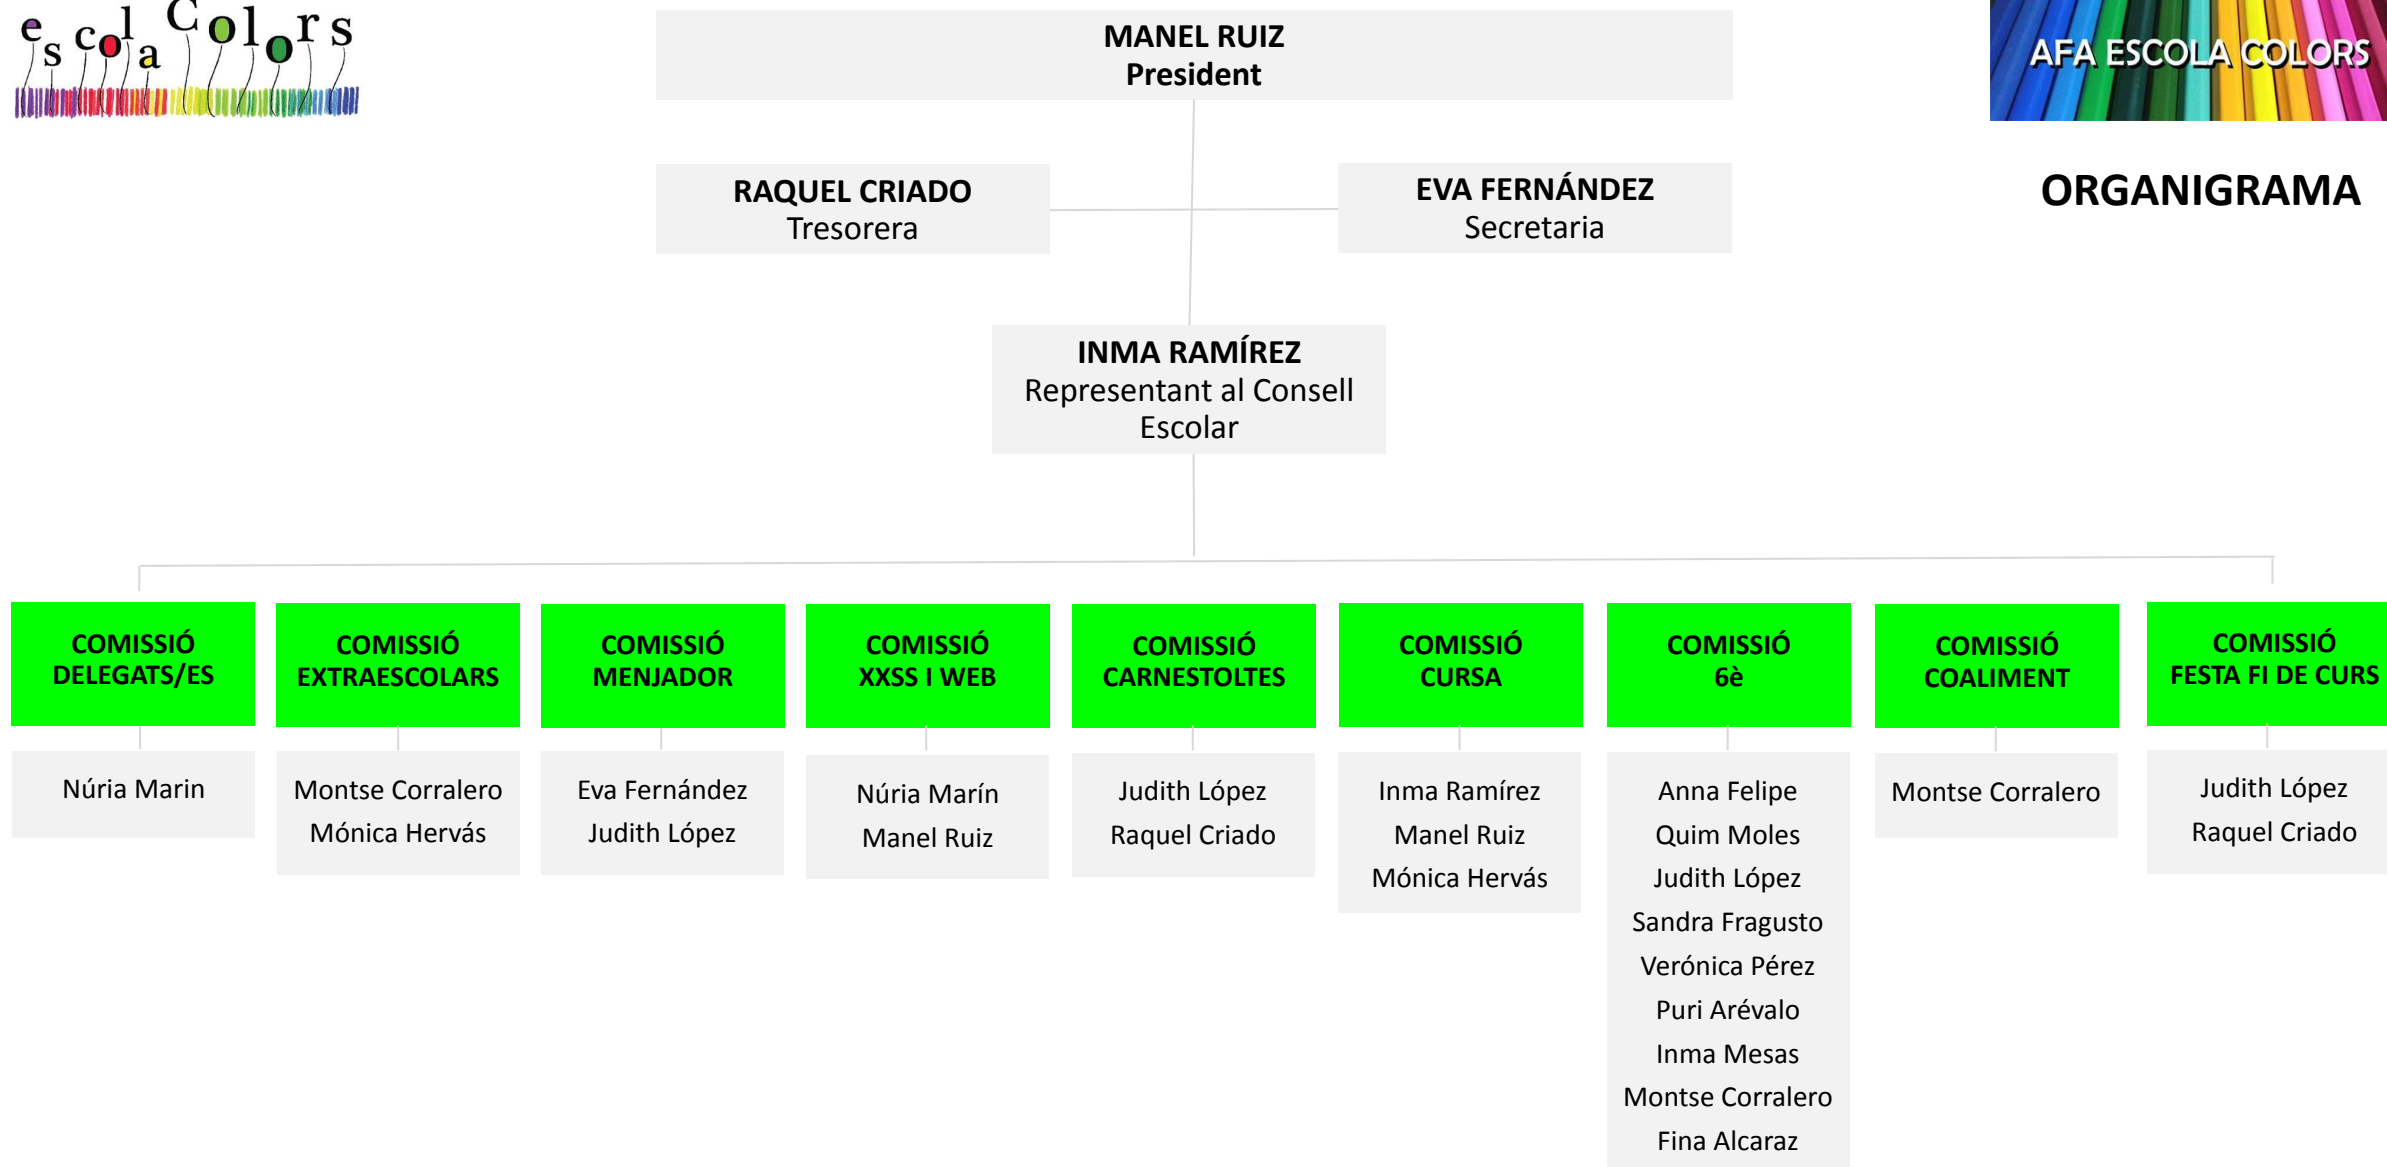 escola Colors
AFA ESCOLA COLORS
ORGANIGRAMA
MANEL RUIZ
President
RAQUEL CRIADO
Tresorera
EVA FERNÁNDEZ
Secretaria
INMA RAMÍREZ
Representant al Consell
Escolar
COMISSIÓ
DELEGATS/ES
Núria Marin
COMISSIÓ
EXTRAESCOLARS
Montse Corralero
Mónica Hervás
COMISSIÓ
MENJADOR
Eva Fernández
Judith López
COMISSIÓ
XXSS I WEB
Núria Marín
Manel Ruiz
COMISSIÓ
CARNESTOLTES
Judith López
Raquel Criado
COMISSIÓ
CURSA
Inma Ramírez
Manel Ruiz
Mónica Hervás
COMISSIÓ
6è
Anna Felipe
Quim Moles
Judith López
Sandra Fragusto
Verónica Pérez
Puri Arévalo
Inma Mesas
Montse Corralero
Fina Alcaraz
COMISSIÓ
COALIMENT
Montse Corralero
COMISSIÓ
FESTA FI DE CURS
Judith López
Raquel Criado